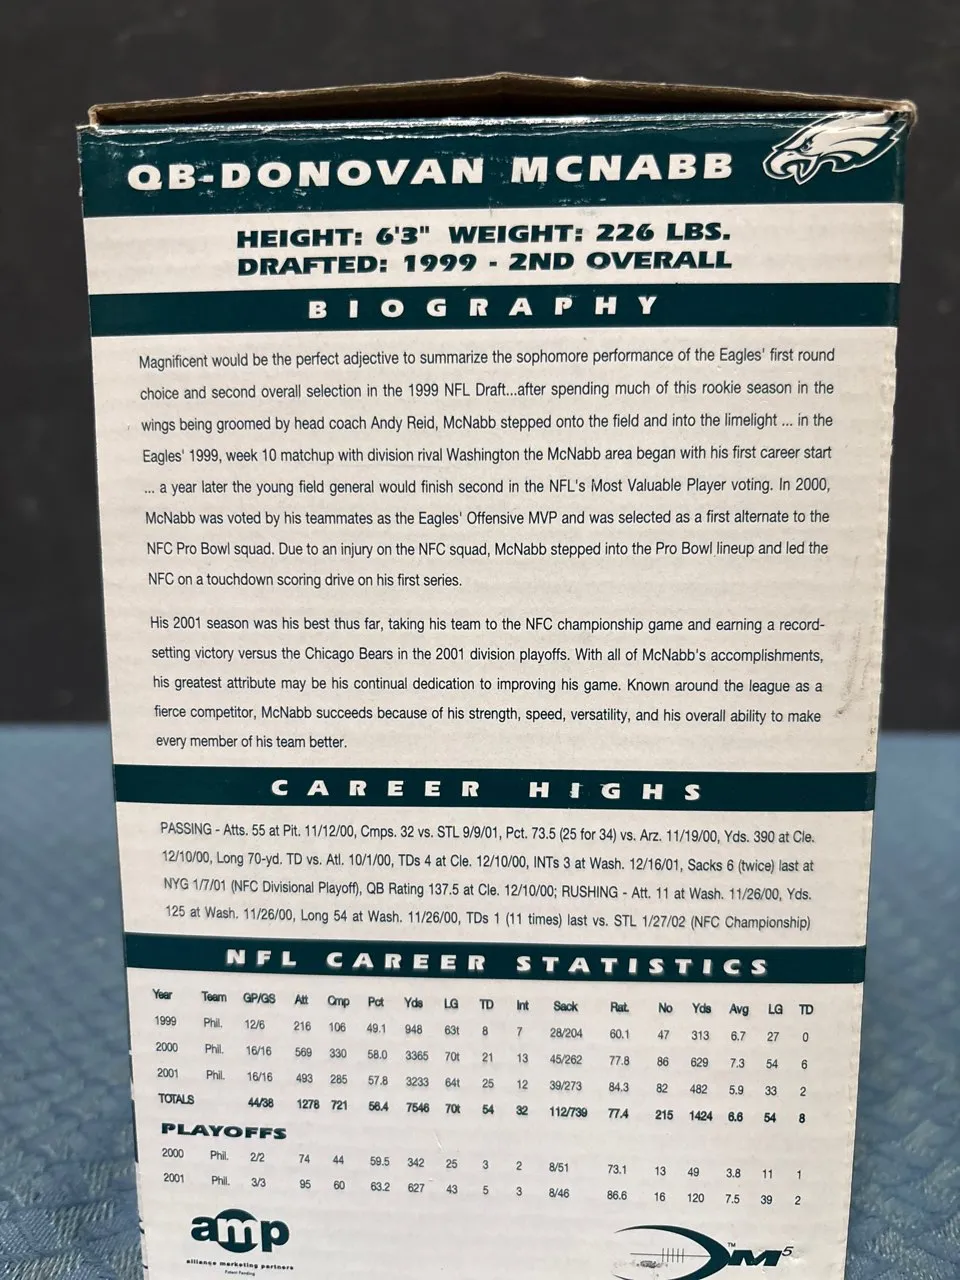 QB-DONOVAN MCNABB
HEIGHT: 6'3" WEIGHT: 226 LBS.
DRAFTED: 1999 - 2ND OVERALL
BIOGRAPHY
Magnificent would be the perfect adjective to summarize the sophomore performance of the Eagles' first round
choice and second overall selection in the 1999 NFL Draft...after spending much of this rookie season in the
wings being groomed by head coach Andy Reid, McNabb stepped onto the field and into the limelight ... in the
Eagles' 1999, week 10 matchup with division rival Washington the McNabb area began with his first career start
... a year later the young field general would finish second in the NFL's Most Valuable Player voting. In 2000,
McNabb was voted by his teammates as the Eagles' Offensive MVP and was selected as a first alternate to the
NFC Pro Bowl squad. Due to an injury on the NFC squad, McNabb stepped into the Pro Bowl lineup and led the
NFC on a touchdown scoring drive on his first series.
His 2001 season was his best thus far, taking his team to the NFC championship game and earning a record-
setting victory versus the Chicago Bears in the 2001 division playoffs. With all of McNabb's accomplishments,
his greatest attribute may be his continual dedication to improving his game. Known around the league as a
fierce competitor, McNabb succeeds because of his strength, speed, versatility, and his overall ability to make
every member of his team better.
CAREER HIGHS
PASSING - Atts. 55 at Pit. 11/12/00, Cmps. 32 vs. STL 9/9/01, Pct. 73.5 (25 for 34) vs. Arz. 11/19/00, Yds. 390 at Cle.
12/10/00, Long 70-yd. TD vs. Atl. 10/1/00, TDs 4 at Cle. 12/10/00, INTs 3 at Wash. 12/16/01, Sacks 6 (twice) last at
NYG 1/7/01 (NFC Divisional Playoff), QB Rating 137.5 at Cle. 12/10/00; RUSHING - Att. 11 at Wash. 11/26/00, Yds.
125 at Wash. 11/26/00, Long 54 at Wash. 11/26/00, TDs 1 (11 times) last vs. STL 1/27/02 (NFC Championship)
NFL CAREER STATISTICS
Year Team GP/GS Att Cmp Pct Yds LG TD Int Sack Rat. No Yds Avg LG TD
1999 Phil. 12/6 216 106 49.1 948 63t 8 7 28/204 60.1 47 313 6.7 27 0
2000 Phil. 16/16 569 330 58.0 3365 70t 21 13 45/262 77.8 86 629 7.3 54 6
2001 Phil. 16/16 493 285 57.8 3233 64t 25 12 39/273 84.3 82 482 5.9 33 2
TOTALS 44/38 1278 721 56.4 7546 70t 54 32 112/739 77.4 215 1424 6.6 54 8
PLAYOFFS
2000 Phil. 2/2 74 44 59.5 342 25 3 2 8/51 73.1 13 49 3.8 11 1
2001 Phil. 3/3 95 60 63.2 627 43 5 3 8/46 86.6 16 120 7.5 39 2
amp
alliance marketing partners
Patent Pending
M5
TM